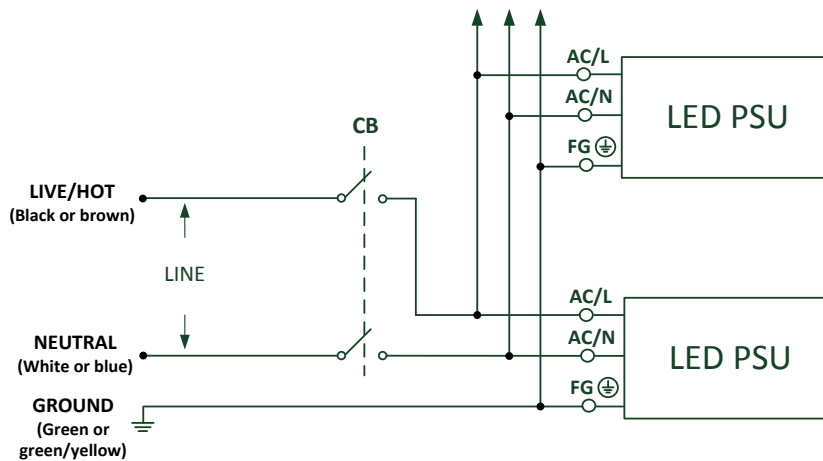 AC/L
AC/N
LED PSU
FG
CB
LIVE/HOT
(Black or brown)
LINE
AC/L
NEUTRAL
(White or blue)
AC/N
LED PSU
FG
GROUND
(Green or
green/yellow)